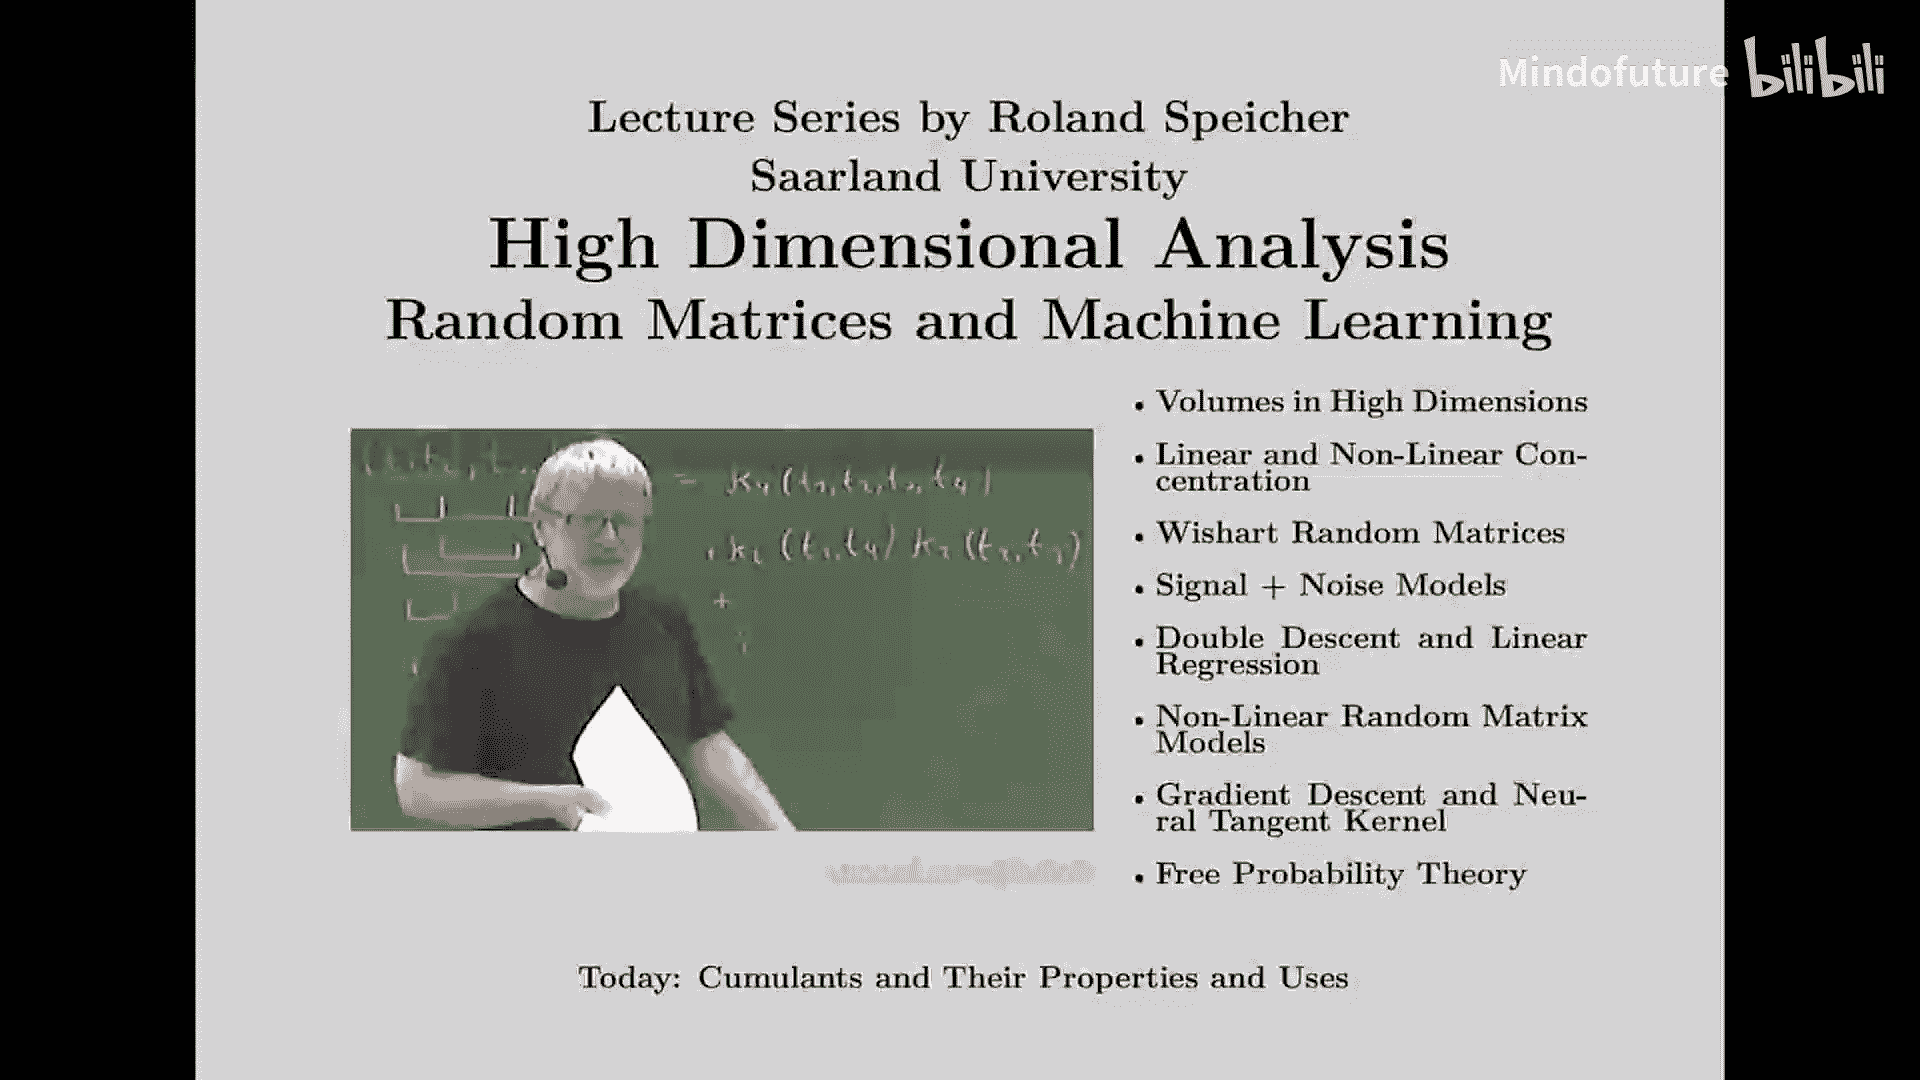 Mindofuture bilibili
Lecture Series by Roland Speicher
Saarland University
High Dimensional Analysis
Random Matrices and Machine Learning
• Volumes in High Dimensions
• Linear and Non-Linear Con-
centration
• Wishart Random Matrices
• Signal + Noise Models
• Double Descent and Linear
Regression
• Non-Linear Random Matrix
Models
• Gradient Descent and Neu-
ral Tangent Kernel
• Free Probability Theory
Today: Cumulants and Their Properties and Uses